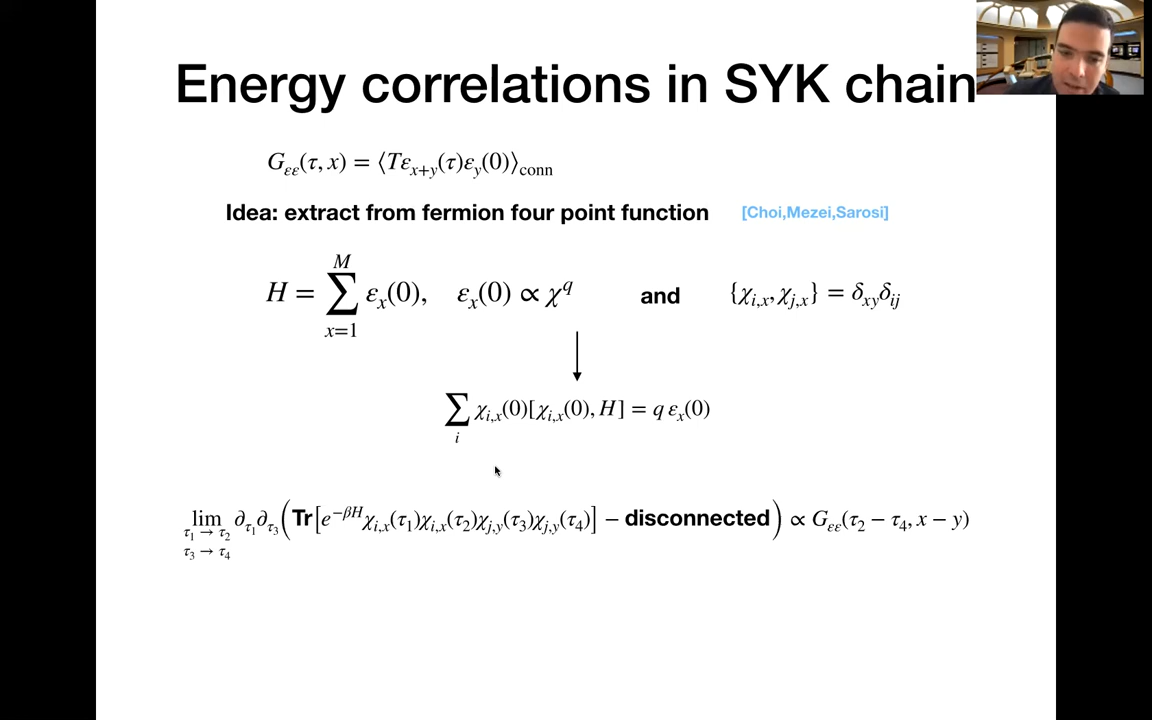 Energy correlations in SYK chain
G_{εε}(τ, x) = ⟨Tε_{x+y}(τ)ε_y(0)⟩_{conn}
Idea: extract from fermion four point function [Choi,Mezei,Sarosi]
H = \sum_{x=1}^{M} ε_x(0), ε_x(0) ∝ χ^q and {χ_{i,x}, χ_{j,x}} = δ_{xy}δ_{ij}
\sum_i χ_{i,x}(0)[χ_{i,x}(0), H] = q ε_x(0)
\lim_{τ_1 → τ_2, τ_3 → τ_4} ∂_{τ_1}∂_{τ_3}(Tr[e^{−βH}χ_{i,x}(τ_1)χ_{i,x}(τ_2)χ_{j,y}(τ_3)χ_{j,y}(τ_4)] − disconnected) ∝ G_{εε}(τ_2 − τ_4, x − y)